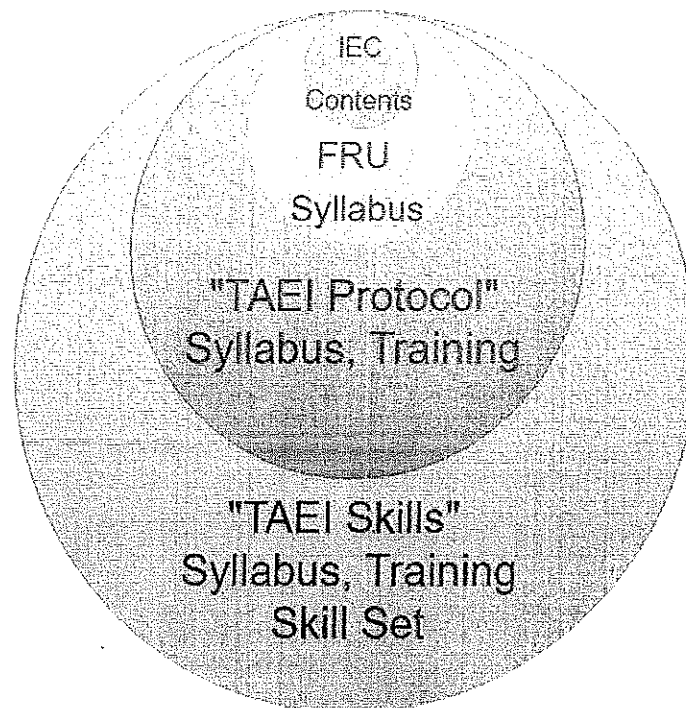 IEC
Contents
FRU
Syllabus
"TAEI Protocol"
Syllabus, Training
"TAEI Skills"
Syllabus, Training
Skill Set